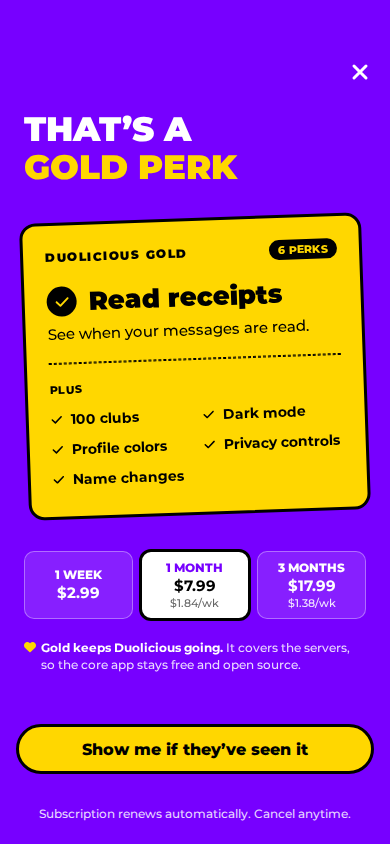 THAT’S A
GOLD PERK
DUOLICIOUS GOLD
6 PERKS
Read receipts
See when your messages are read.
PLUS
100 clubs
Dark mode
Profile colors
Privacy controls
Name changes
1 WEEK
$2.99
1 MONTH
$7.99
$1.84/wk
3 MONTHS
$17.99
$1.38/wk
Gold keeps Duolicious going. It covers the servers,
so the core app stays free and open source.
Show me if they’ve seen it
Subscription renews automatically. Cancel anytime.